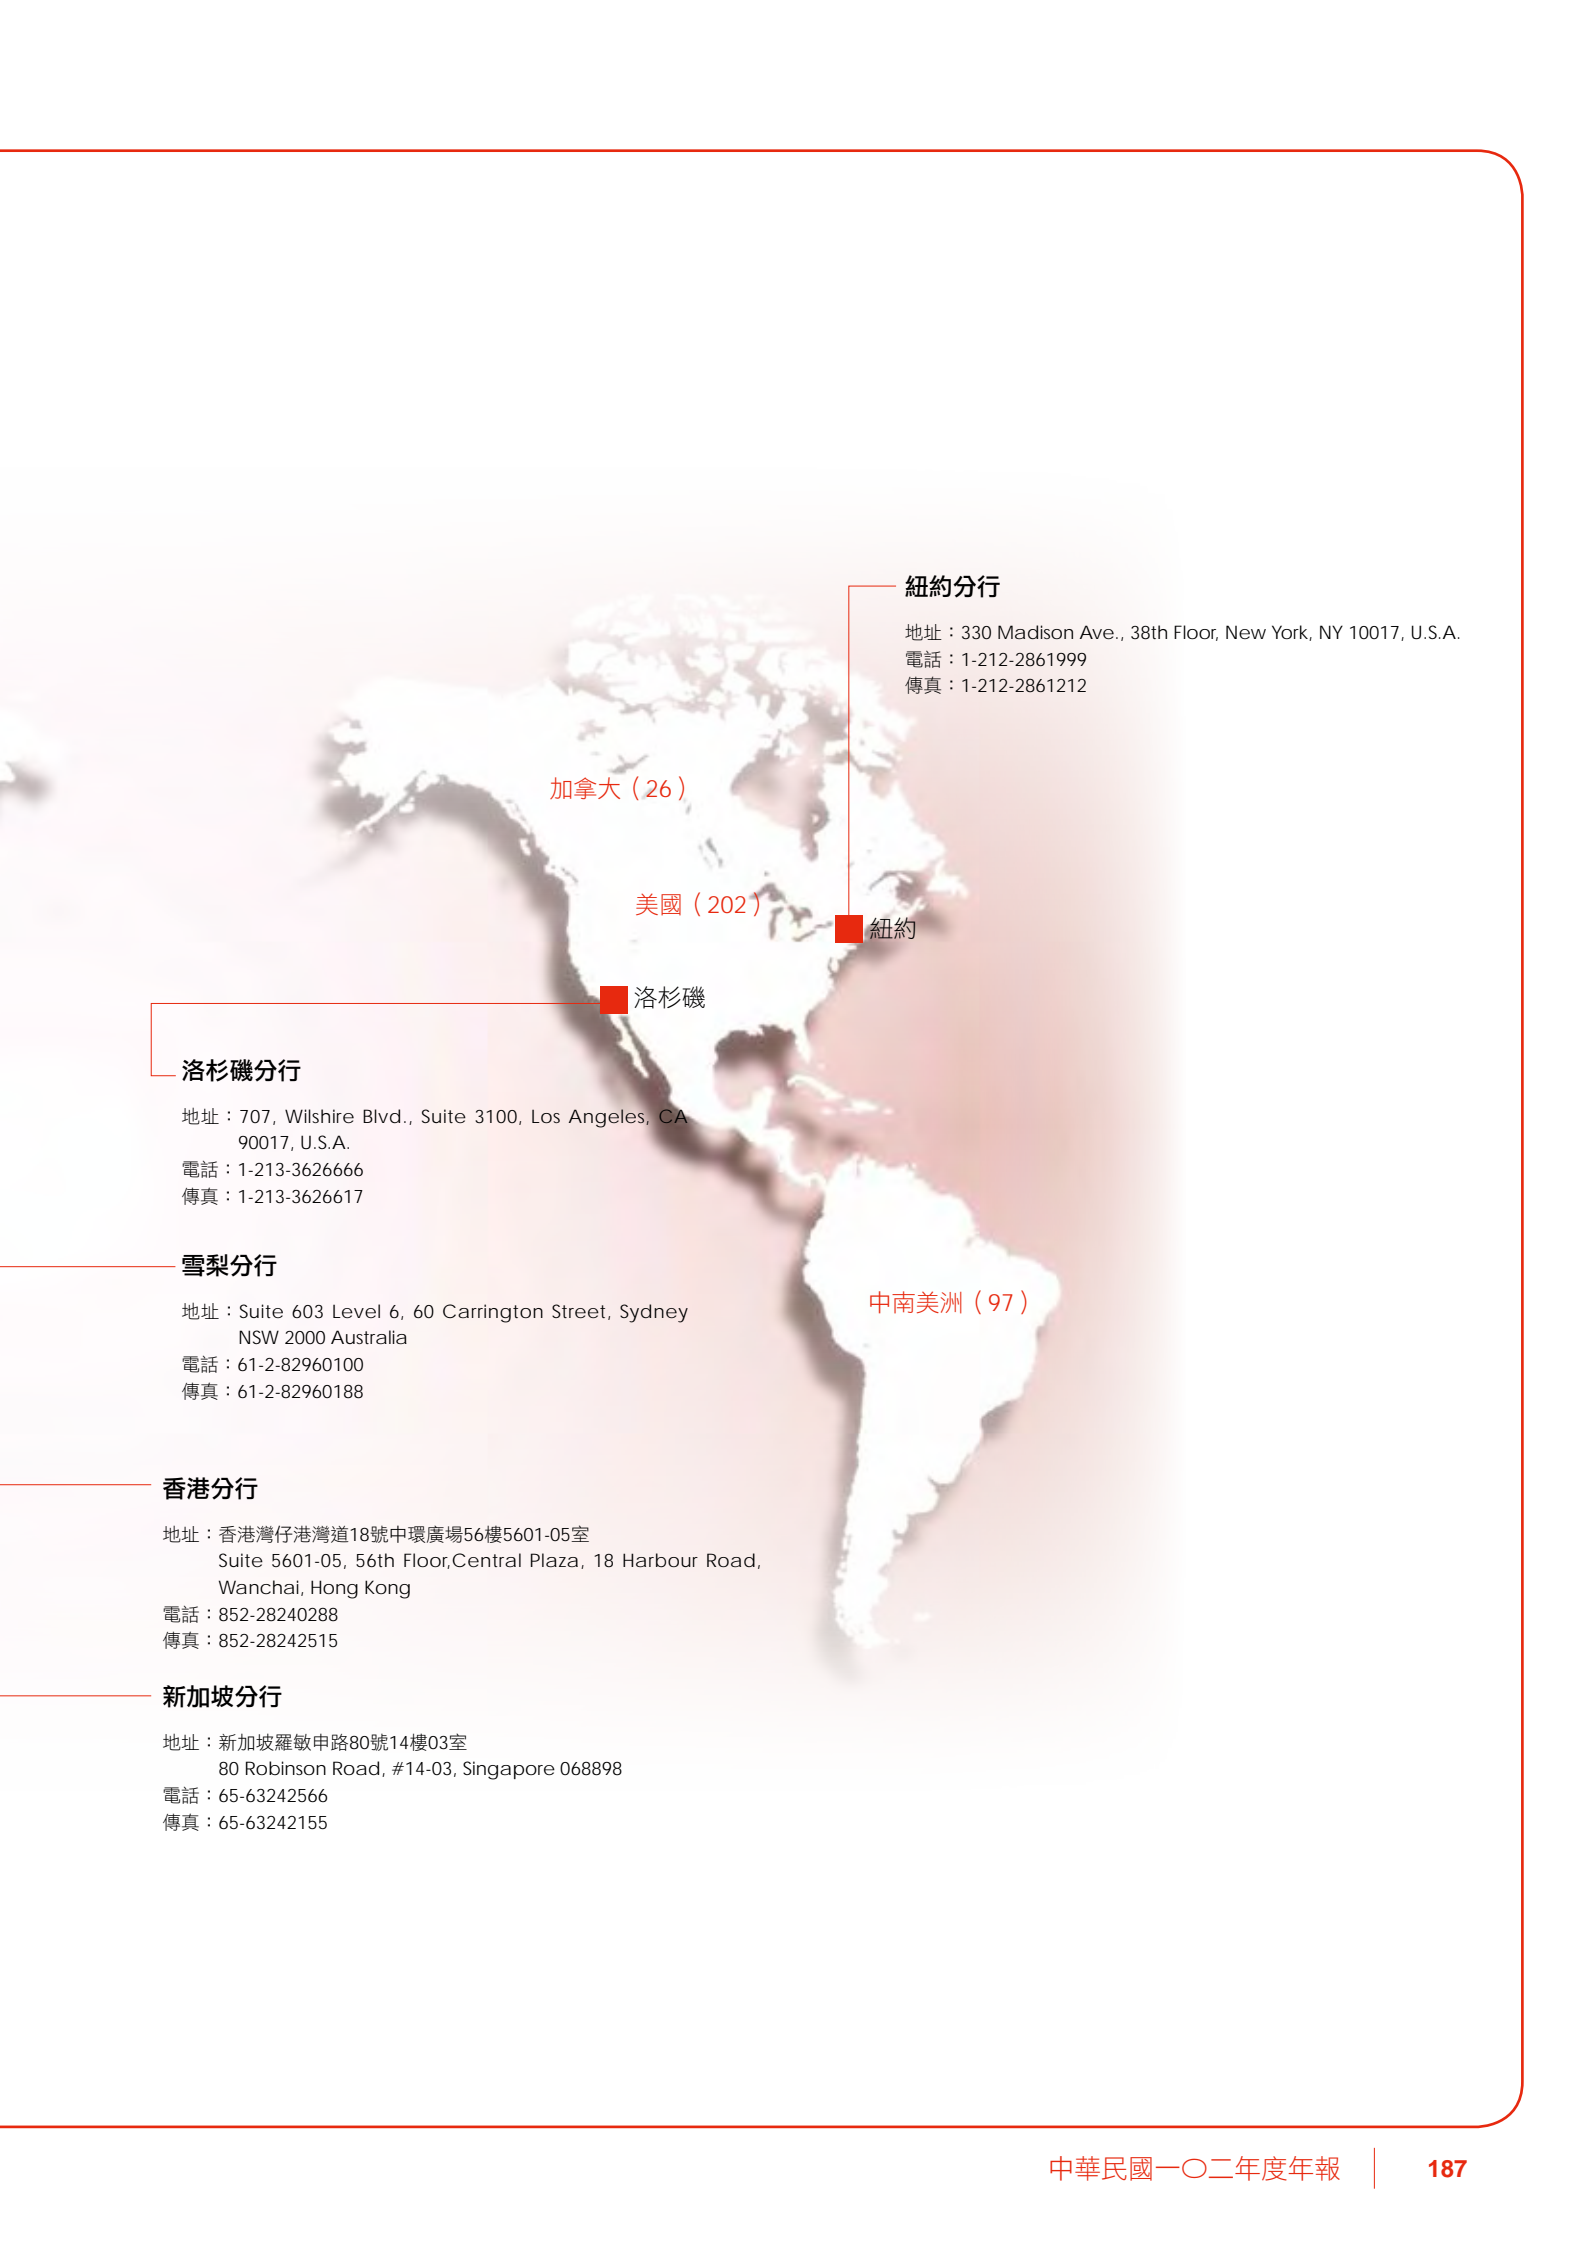 紐約分行
地址：330 Madison Ave., 38th Floor, New York, NY 10017, U.S.A.
電話：1-212-2861999
傳真：1-212-2861212
加拿大（26）
美國（202）
紐約
洛杉磯
洛杉磯分行
地址：707, Wilshire Blvd., Suite 3100, Los Angeles, CA
90017, U.S.A.
電話：1-213-3626666
傳真：1-213-3626617
雪梨分行
地址：Suite 603 Level 6, 60 Carrington Street, Sydney
NSW 2000 Australia
電話：61-2-82960100
傳真：61-2-82960188
中南美洲（97）
香港分行
地址：香港灣仔港灣道18號中環廣場56樓5601-05室
Suite 5601-05, 56th Floor,Central Plaza, 18 Harbour Road,
Wanchai, Hong Kong
電話：852-28240288
傳真：852-28242515
新加坡分行
地址：新加坡羅敏申路80號14樓03室
80 Robinson Road, #14-03, Singapore 068898
電話：65-63242566
傳真：65-63242155
中華民國一〇二年度年報
187